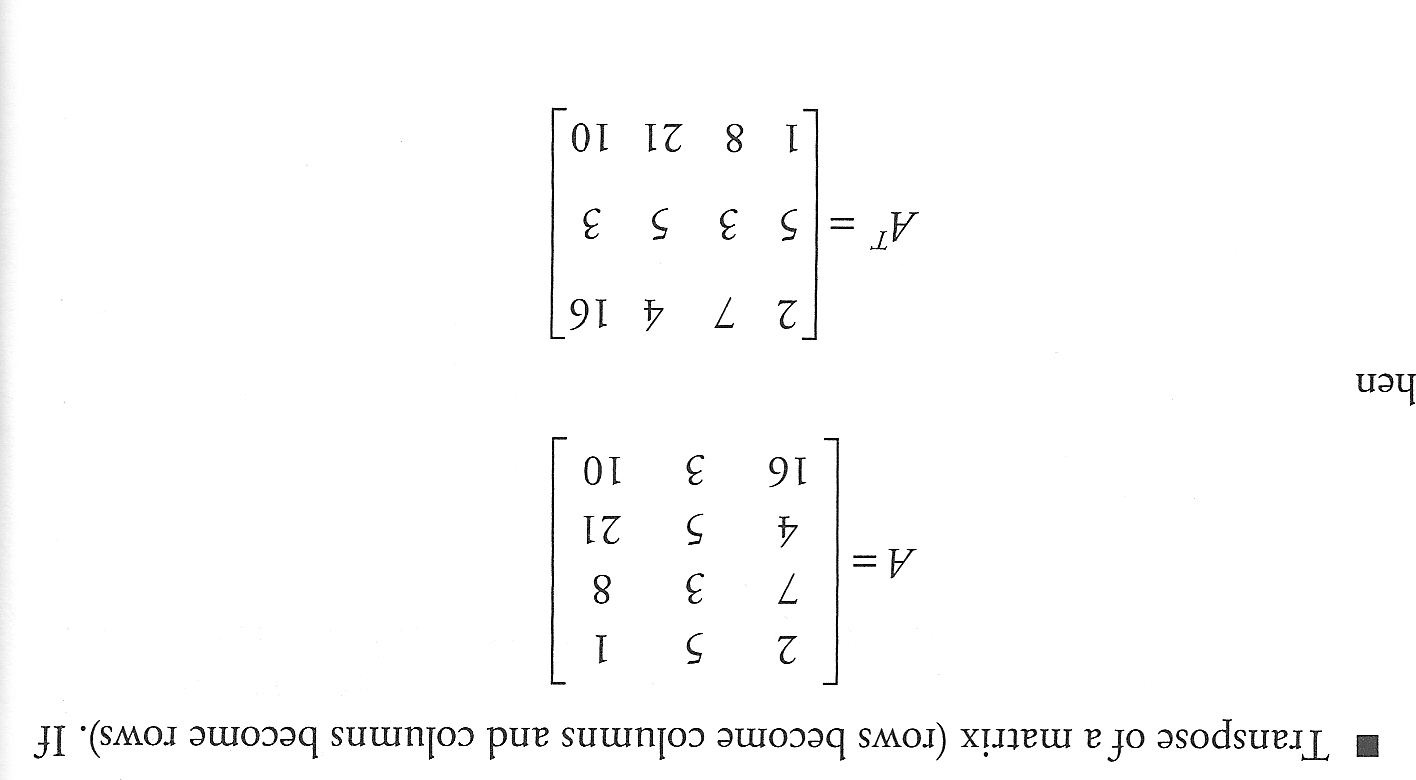 ■ Transpose of a matrix (rows become columns and columns become rows). If
2 5 1
7 3 8
A =
4 5 21
16 3 10
hen
2 7 4 16
A^T = 5 3 5 3
1 8 21 10